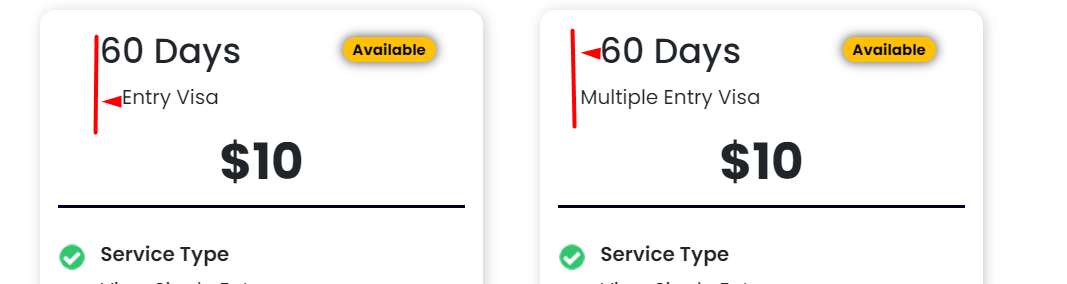 60 Days Available
Entry Visa
$10
Service Type
60 Days Available
Multiple Entry Visa
$10
Service Type